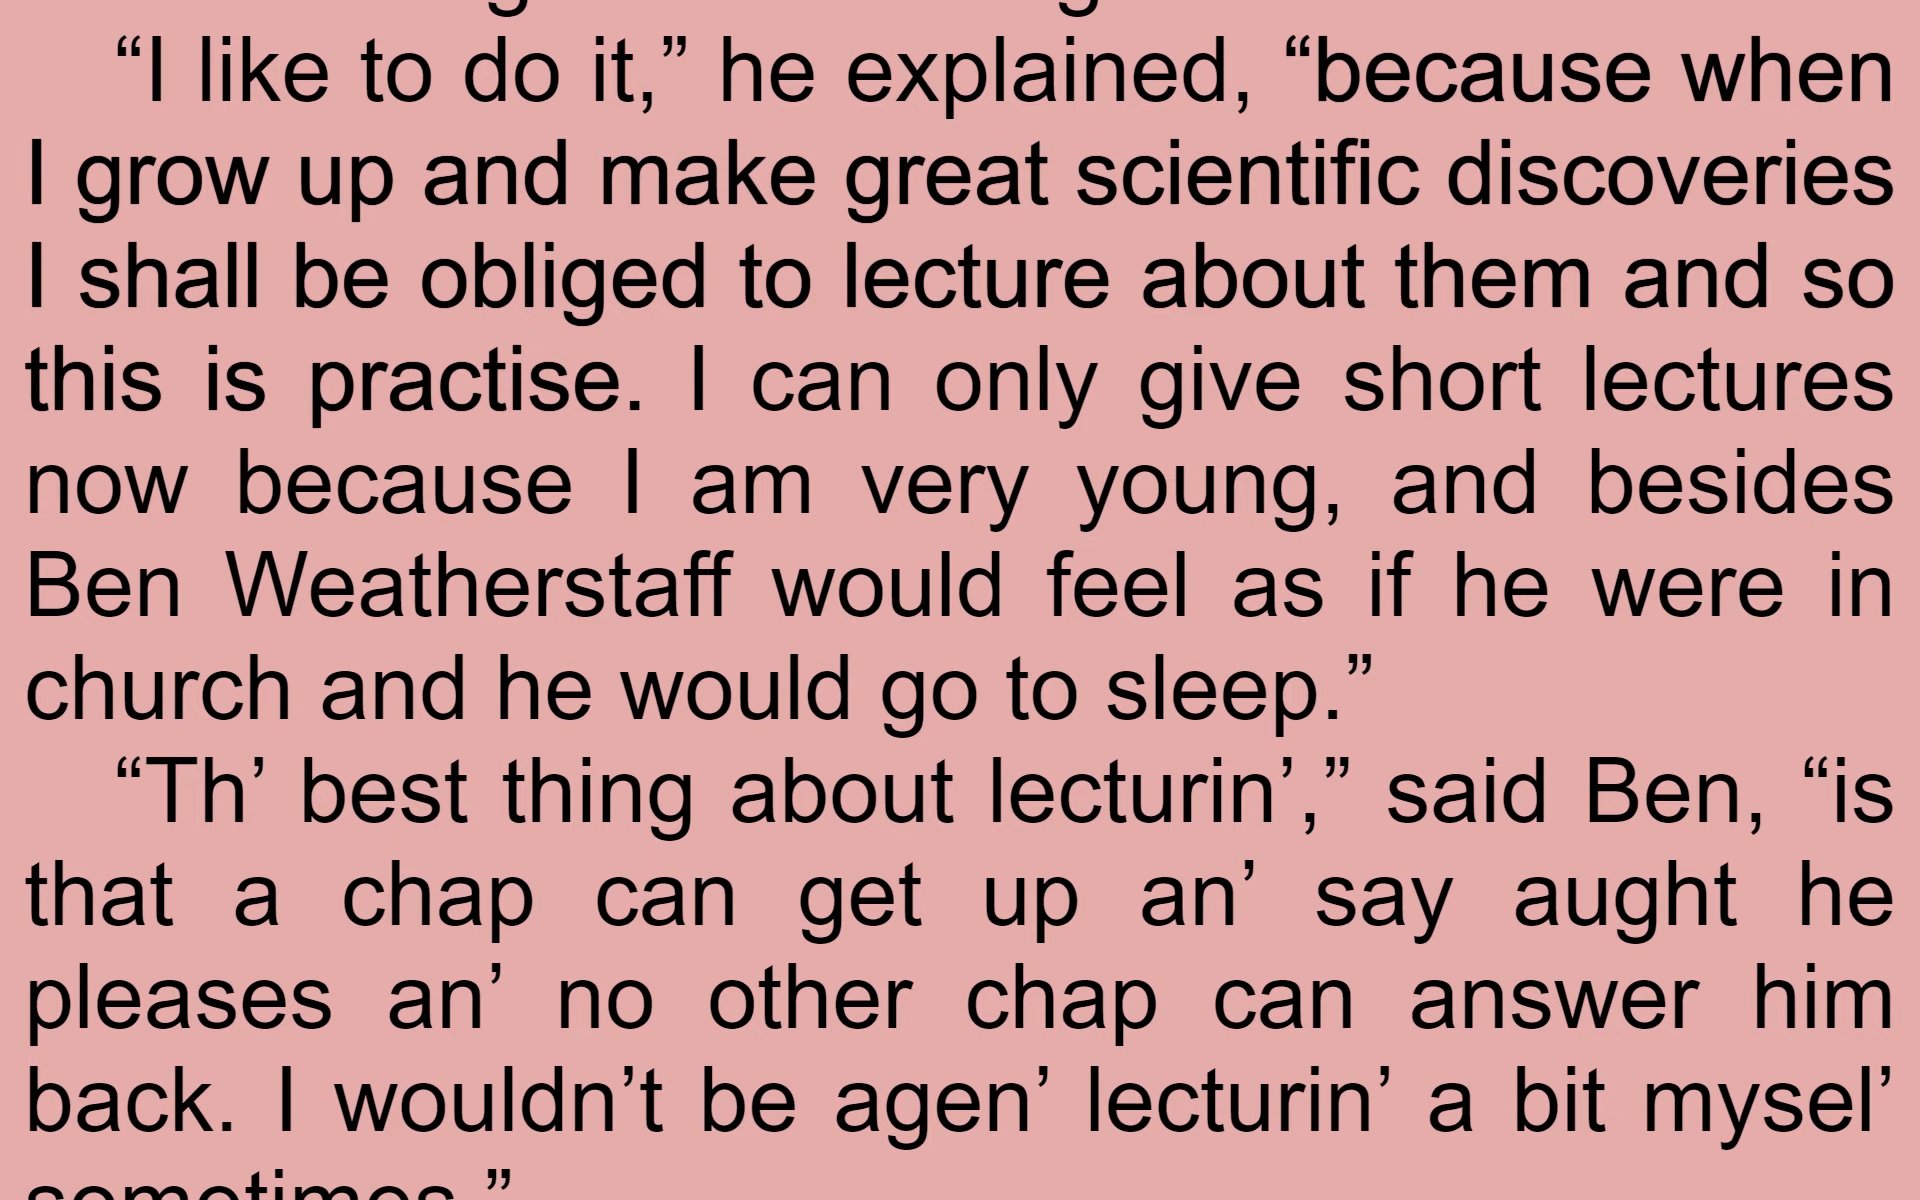 “I like to do it,” he explained, “because when
I grow up and make great scientific discoveries
I shall be obliged to lecture about them and so
this is practise. I can only give short lectures
now because I am very young, and besides
Ben Weatherstaff would feel as if he were in
church and he would go to sleep.”
“Th’ best thing about lecturin’,” said Ben, “is
that a chap can get up an’ say aught he
pleases an’ no other chap can answer him
back. I wouldn’t be agen’ lecturin’ a bit mysel’
sometimes.”